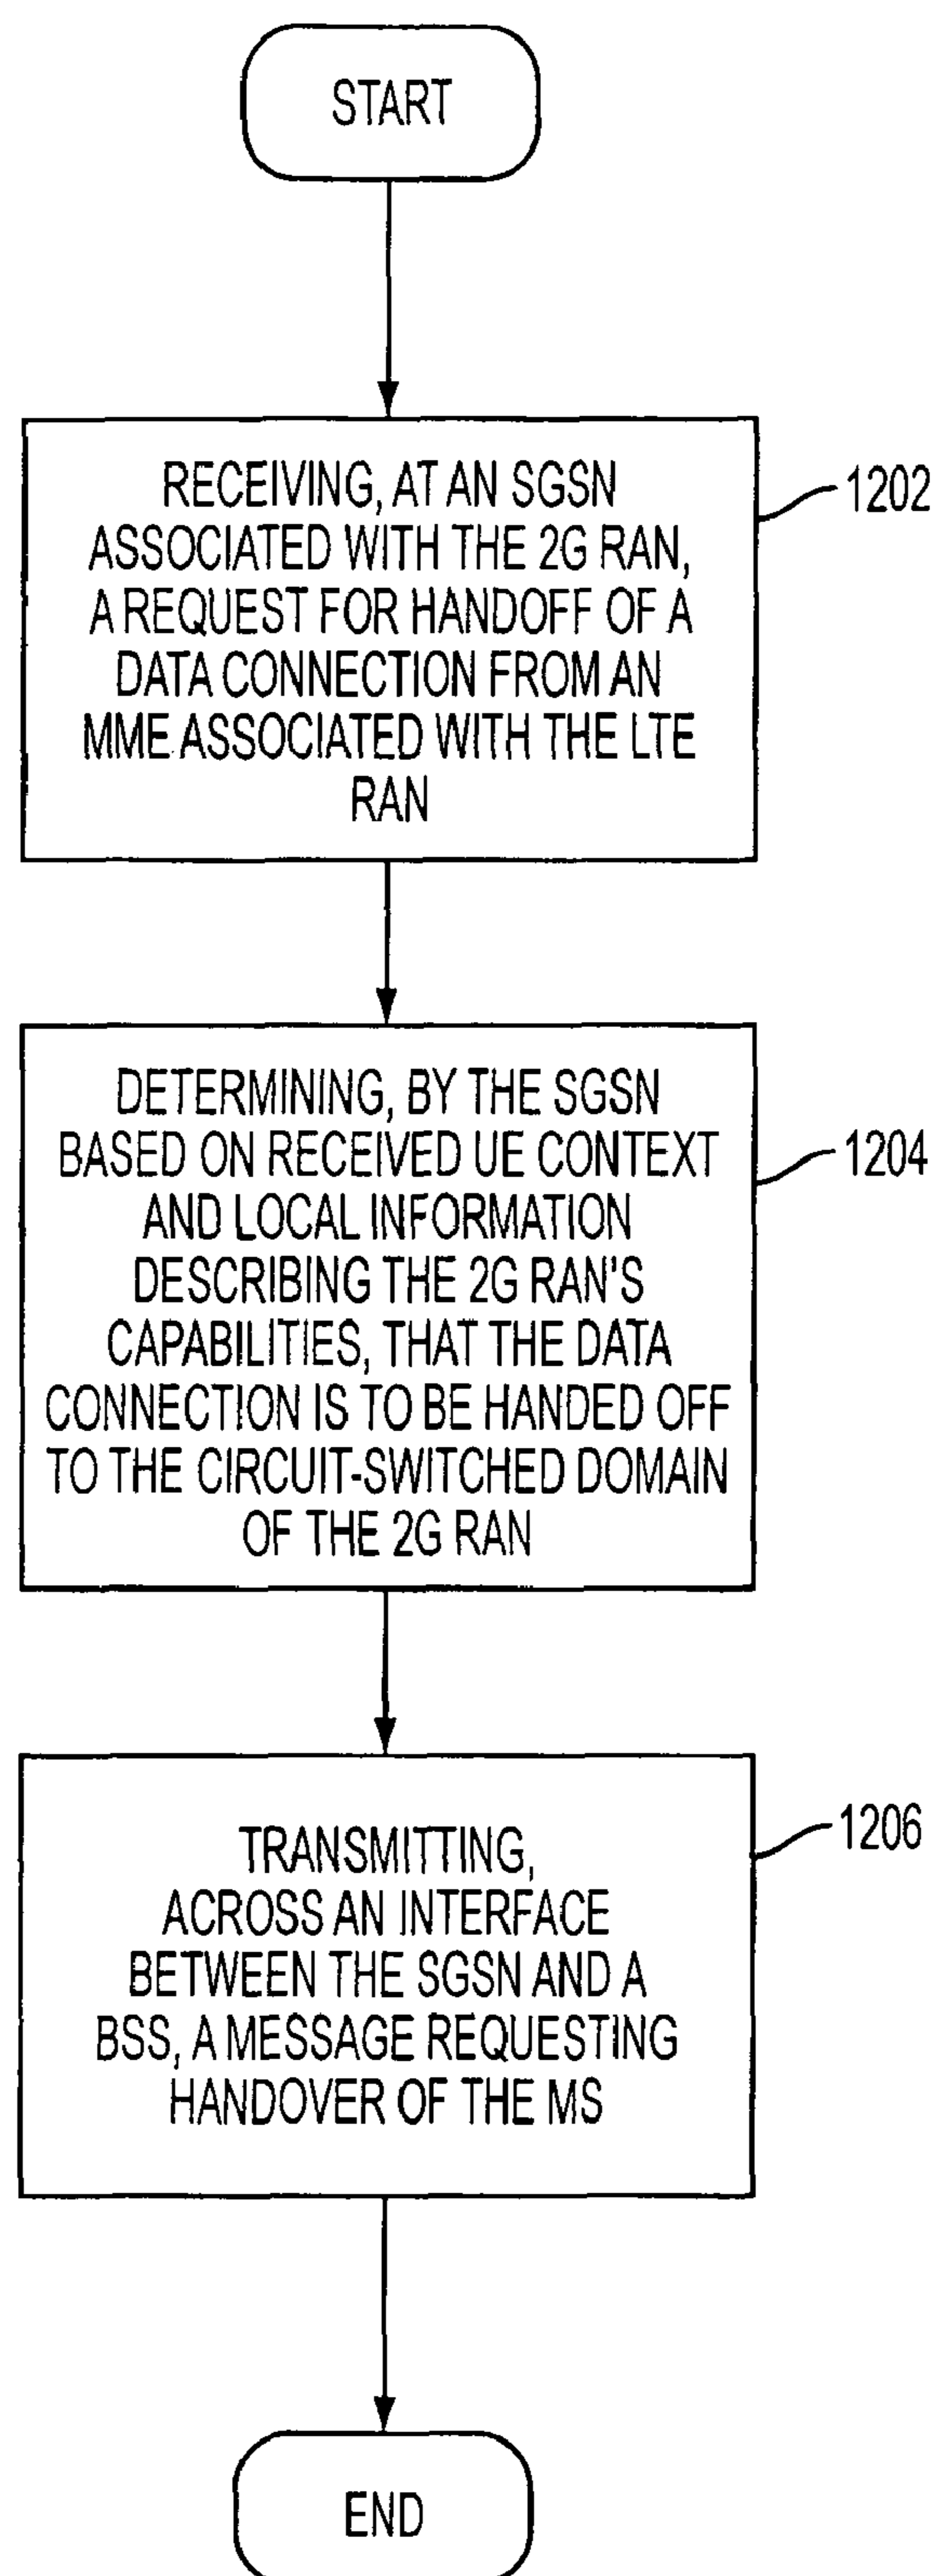 START
RECEIVING, AT AN SGSN
ASSOCIATED WITH THE 2G RAN,
A REQUEST FOR HANDOFF OF A
DATA CONNECTION FROM AN
MME ASSOCIATED WITH THE LTE
RAN
1202
DETERMINING, BY THE SGSN
BASED ON RECEIVED UE CONTEXT
AND LOCAL INFORMATION
DESCRIBING THE 2G RAN'S
CAPABILITIES, THAT THE DATA
CONNECTION IS TO BE HANDED OFF
TO THE CIRCUIT-SWITCHED DOMAIN
OF THE 2G RAN
1204
TRANSMITTING,
ACROSS AN INTERFACE
BETWEEN THE SGSN AND A
BSS, A MESSAGE REQUESTING
HANDOVER OF THE MS
1206
END